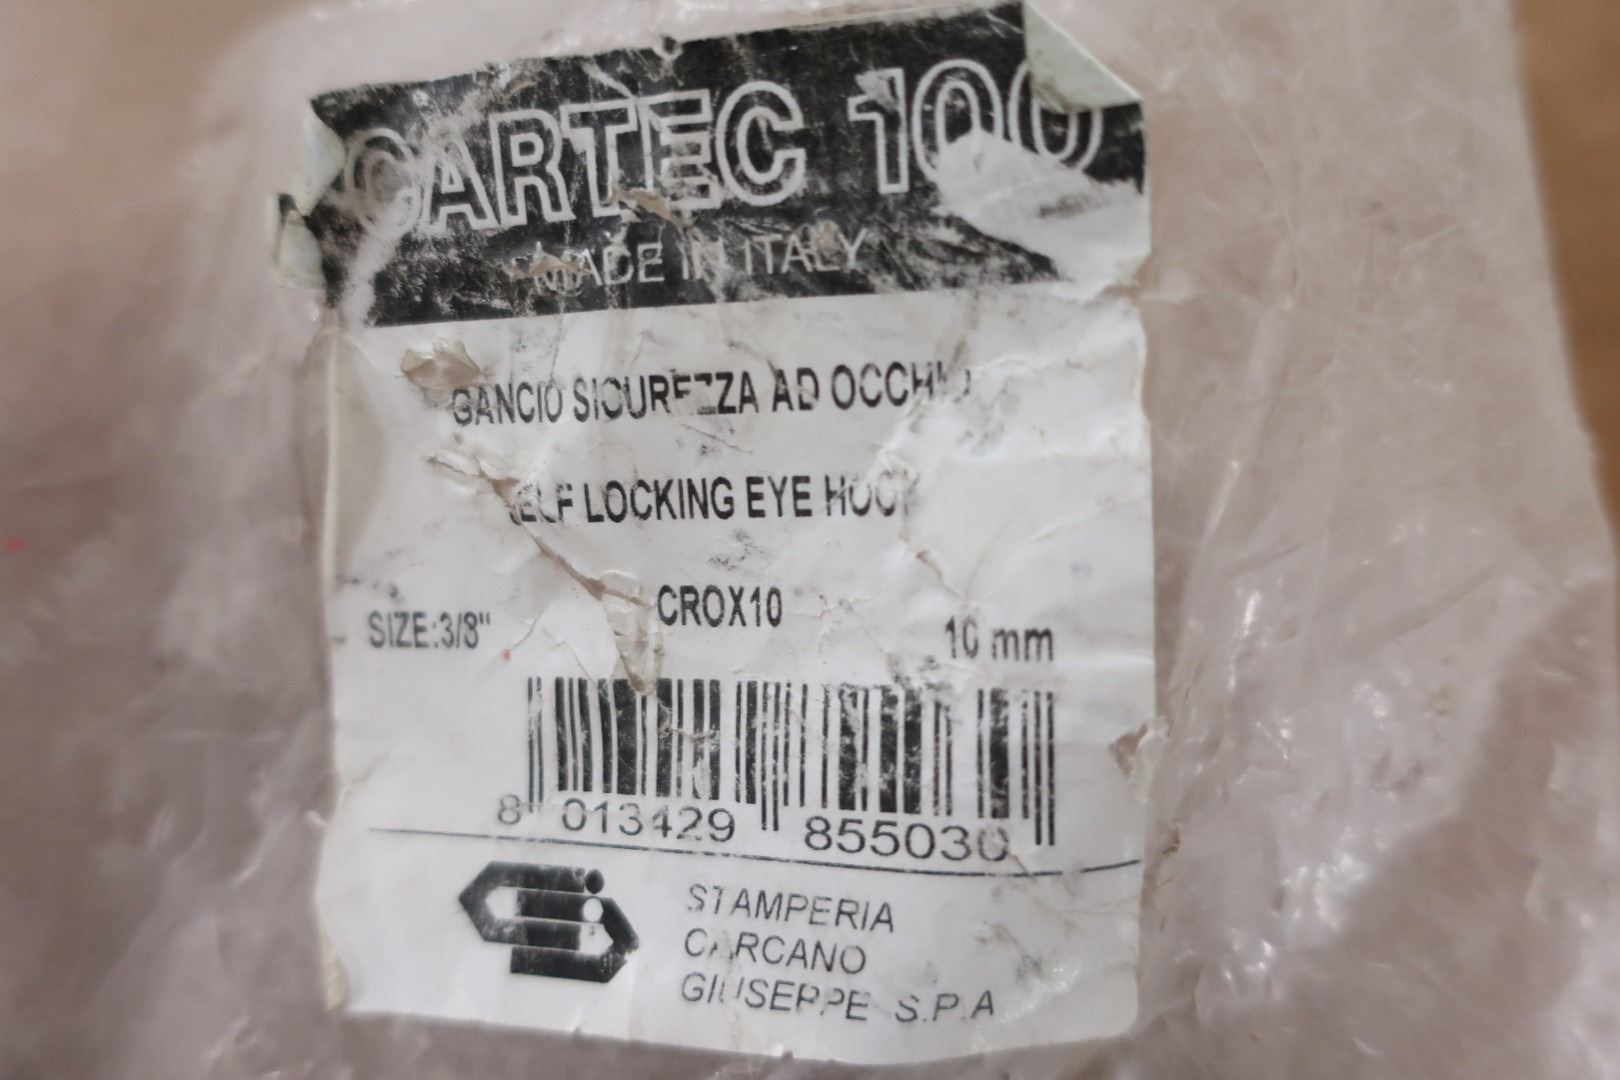 CARTEC 100
MADE IN ITALY
GANCIO SICUREZZA AD OCCHIO
SELF LOCKING EYE HOOK
CROX10
SIZE:3/8"
10 mm
8 013429 855030
STAMPERIA
CARCANO
GIUSEPPE S.P.A